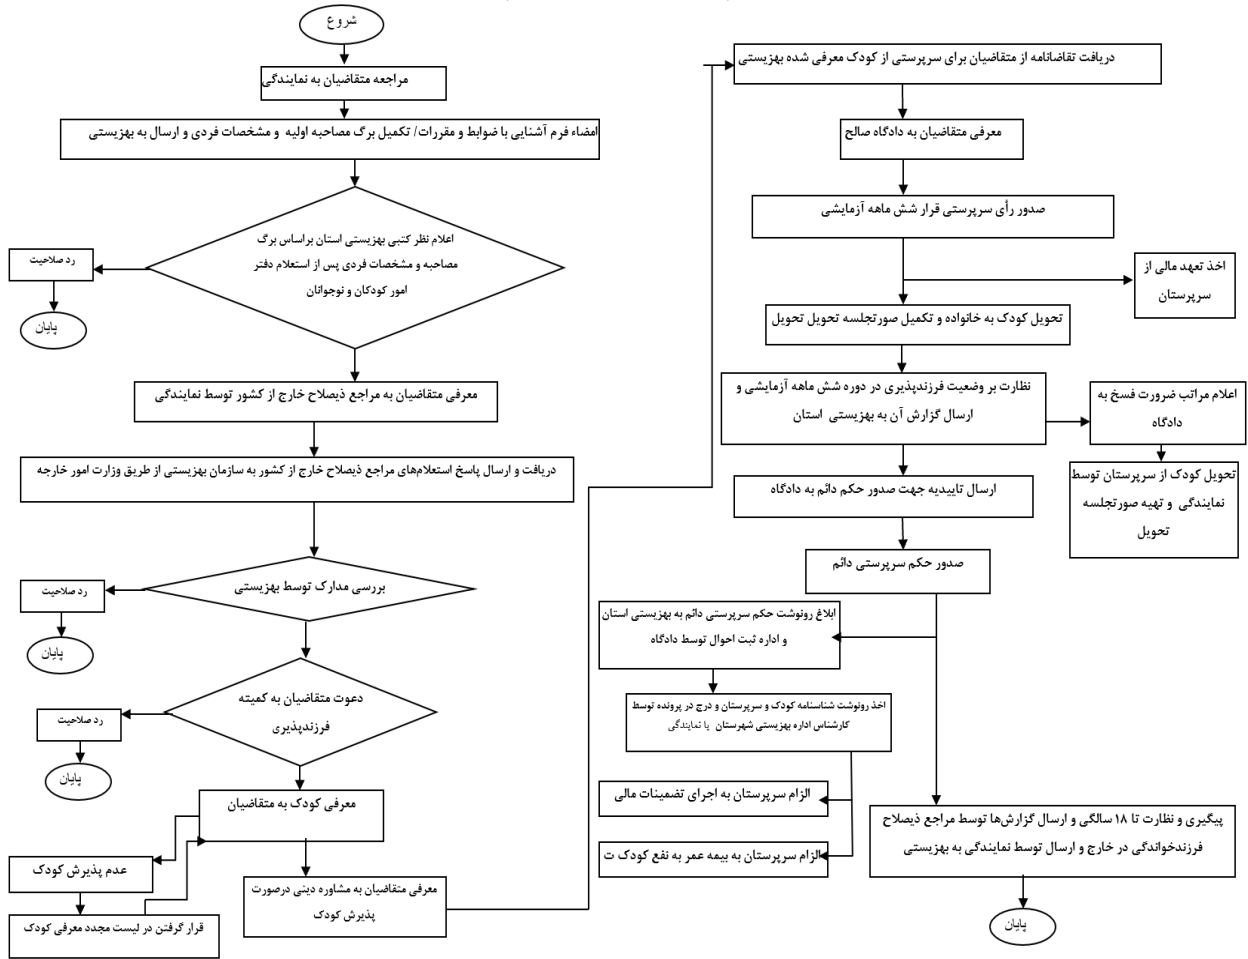 شروع
مراجعه متقاضیان به نمایندگی
امضاء فرم آشنایی با ضوابط و مقررات/ تکمیل برگ مصاحبه اولیه و مشخصات فردی و ارسال به بهزیستی
اعلام نظر کتبی بهزیستی استان براساس برگ
مصاحبه و مشخصات فردی پس از استعلام دفتر
امور کودکان و نوجوانان
رد صلاحیت
پایان
معرفی متقاضیان به مراجع ذیصلاح خارج از کشور توسط نمایندگی
دریافت و ارسال پاسخ استعلام‌های مراجع ذیصلاح خارج از کشور به سازمان بهزیستی از طریق وزارت امور خارجه
بررسی مدارک توسط بهزیستی
رد صلاحیت
پایان
دعوت متقاضیان به کمیته
فرزندپذیری
رد صلاحیت
پایان
معرفی کودک به متقاضیان
عدم پذیرش کودک
قرار گرفتن در لیست مجدد معرفی کودک
معرفی متقاضیان به مشاوره دینی درصورت
پذیرش کودک
دریافت تقاضانامه از متقاضیان برای سرپرستی از کودک معرفی شده بهزیستی
معرفی متقاضیان به دادگاه صالح
صدور رأی سرپرستی قرار شش ماهه آزمایشی
اخذ تعهد مالی از
سرپرستان
تحویل کودک به خانواده و تکمیل صورتجلسه تحویل تحویل
نظارت بر وضعیت فرزندپذیری در دوره شش ماهه آزمایشی و
ارسال گزارش آن به بهزیستی استان
اعلام مراتب ضرورت فسخ به
دادگاه
تحویل کودک از سرپرستان توسط
نمایندگی و تهیه صورتجلسه
تحویل
ارسال تاییدیه جهت صدور حکم دائم به دادگاه
صدور حکم سرپرستی دائم
ابلاغ رونوشت حکم سرپرستی دائم به بهزیستی استان
و اداره ثبت احوال توسط دادگاه
اخذ رونوشت شناسنامه کودک و سرپرستان و درج در پرونده توسط
کارشناس اداره بهزیستی شهرستان یا نمایندگی
الزام سرپرستان به اجرای تضمینات مالی
الزام سرپرستان به بیمه عمر به نفع کودک ت
پیگیری و نظارت تا ۱۸ سالگی و ارسال گزارش‌ها توسط مراجع ذیصلاح
فرزندخواندگی در خارج و ارسال توسط نمایندگی به بهزیستی
پایان